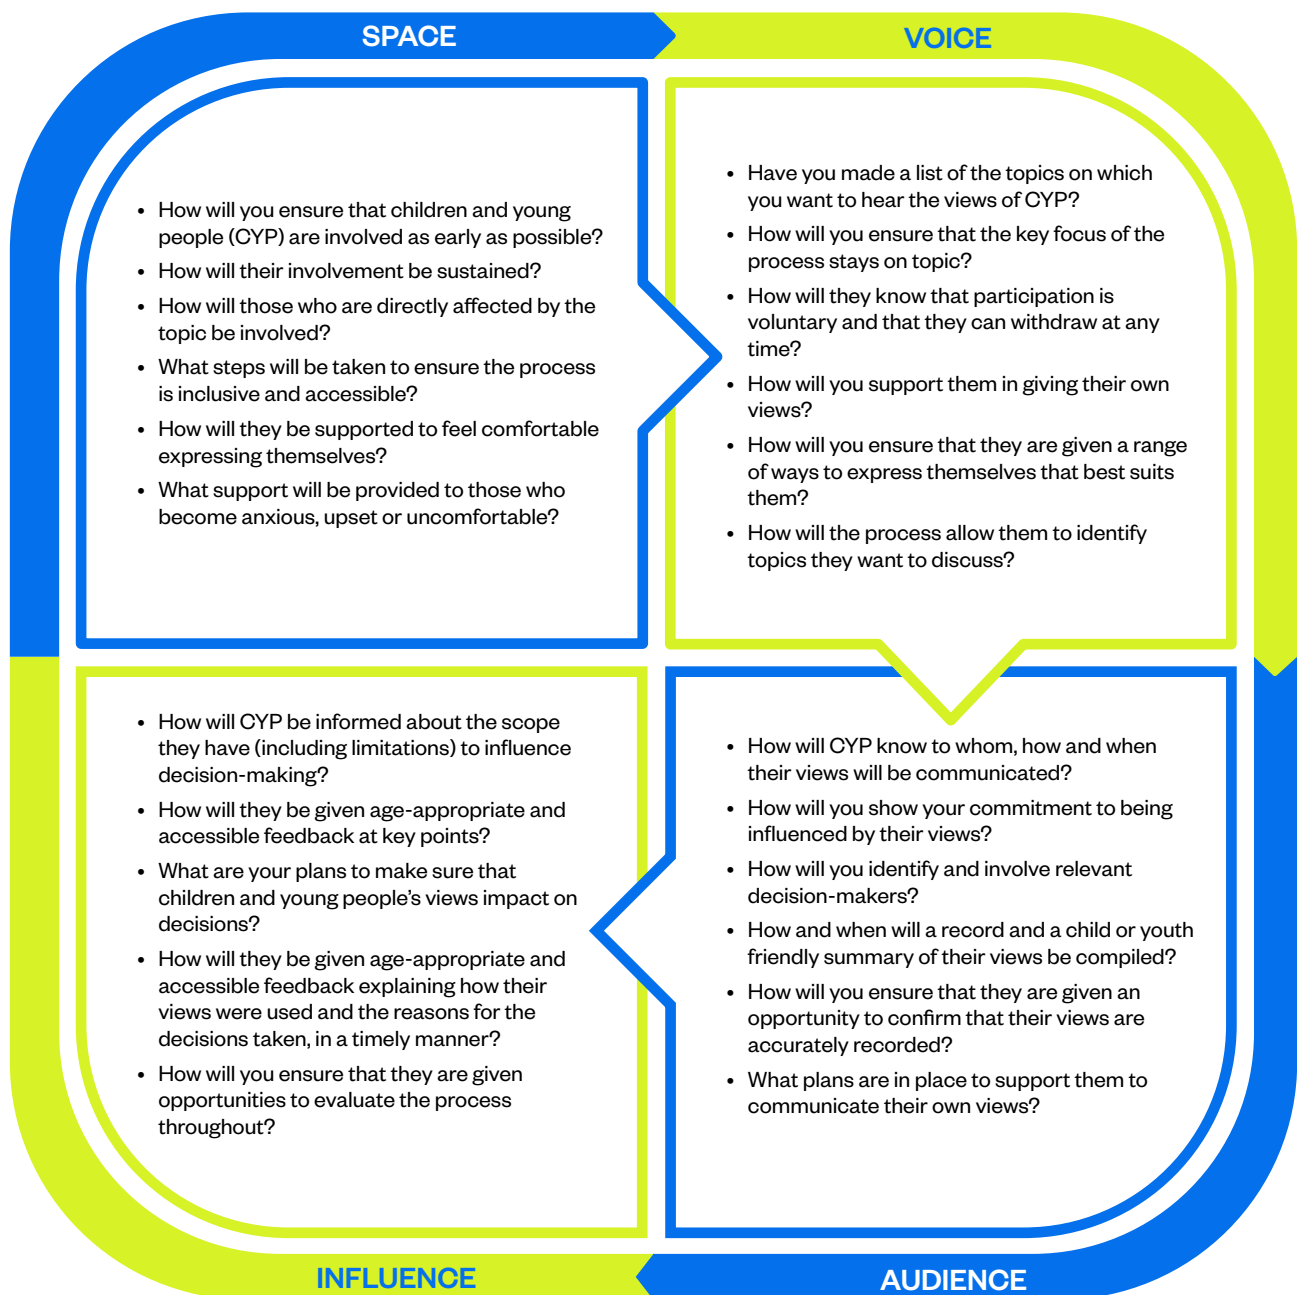 SPACE
• How will you ensure that children and young
people (CYP) are involved as early as possible?
• How will their involvement be sustained?
• How will those who are directly affected by the
topic be involved?
• What steps will be taken to ensure the process
is inclusive and accessible?
• How will they be supported to feel comfortable
expressing themselves?
• What support will be provided to those who
become anxious, upset or uncomfortable?
VOICE
• Have you made a list of the topics on which
you want to hear the views of CYP?
• How will you ensure that the key focus of the
process stays on topic?
• How will they know that participation is
voluntary and that they can withdraw at any
time?
• How will you support them in giving their own
views?
• How will you ensure that they are given a range
of ways to express themselves that best suits
them?
• How will the process allow them to identify
topics they want to discuss?
• How will CYP know to whom, how and when
their views will be communicated?
• How will you show your commitment to being
influenced by their views?
• How will you identify and involve relevant
decision-makers?
• How and when will a record and a child or youth
friendly summary of their views be compiled?
• How will you ensure that they are given an
opportunity to confirm that their views are
accurately recorded?
• What plans are in place to support them to
communicate their own views?
AUDIENCE
• How will CYP be informed about the scope
they have (including limitations) to influence
decision-making?
• How will they be given age-appropriate and
accessible feedback at key points?
• What are your plans to make sure that
children and young people’s views impact on
decisions?
• How will they be given age-appropriate and
accessible feedback explaining how their
views were used and the reasons for the
decisions taken, in a timely manner?
• How will you ensure that they are given
opportunities to evaluate the process
throughout?
INFLUENCE